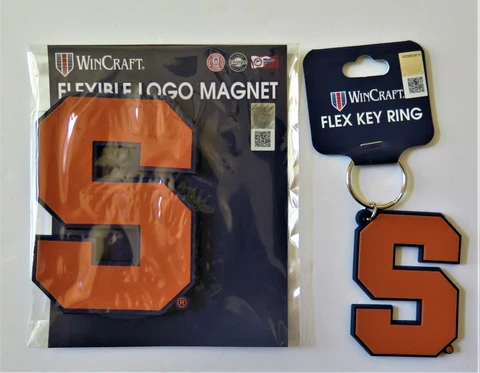 WINCRAFT®
FLEXIBLE LOGO MAGNET
S
®
WINCRAFT®
FLEX KEY RING
S
®